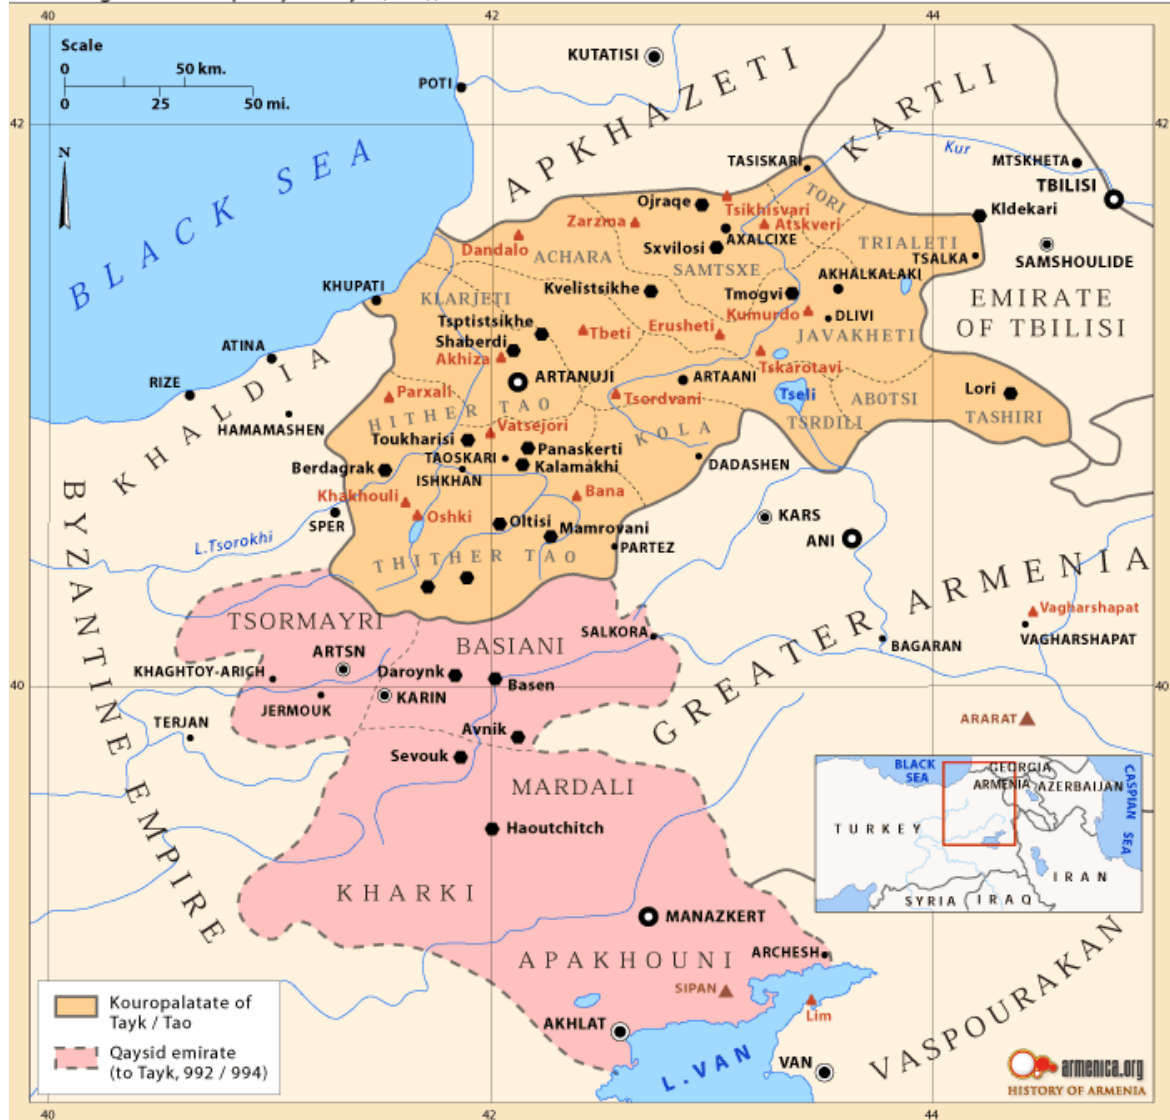 40
42
44
Scale
0
50 km.
0
25
50 mi.
N
KUTATISI
POTI
APKHAZETI
KARTLI
42
42
BLACK SEA
Kur
MTSKHETA
TBILISI
TASISKARI
TORI
Ojraqe
Tsikhisvari
Kldekari
Zarzma
Atskveri
AXALCIXE
Dandalo
ACHARA
Sxvilosi
TRIALETI
TSALKA
SAMSHOULIDE
SAMTSXE
AKHALKALAKI
KHUPATI
KLARJETI
Kvelistsikhe
Tmogvi
EMIRATE
OF TBILISI
Kumurdo
DLIVI
Tsptistsikhe
Tbeti
Erusheti
JAVAKHETI
Shaberdi
ATINA
Akhiza
Tskarotavi
RIZE
ARTANUJI
ARTAANI
Parxali
Tsordvani
Tseli
ABOTSI
Lori
HITHER TAO
TASHIRI
KHALDIA
HAMAMASHEN
Vatsejori
KOLA
TSRDILI
Toukharisi
Panaskerti
TAOSKARI
Kalamakhi
DADASHEN
Berdagrak
ISHKHAN
Khakhouli
Bana
SPER
Oshki
Oltisi
KARS
Mamrovani
ANI
L.Tsorokhi
PARTEZ
THITHER TAO
BYZANTINE EMPIRE
GREATER ARMENIA
Vagharshapat
VAGHARSHAPAT
TSORMAYRI
SALKORA
BAGARAN
ARTSN
BASIANI
KHAGHTOY-ARICH
Daroynk
Basen
40
40
KARIN
JERMOUK
TERJAN
Avnik
ARARAT
Sevouk
MARDALI
Haoutchitch
BLACK
SEA
GEORGIA
ARMENIA
AZERBAIJAN
CASPIAN SEA
TURKEY
IRAN
SYRIA
IRAQ
KHARKI
MANAZKERT
APAKHOUNI
ARCHESH
SIPAN
Lim
AKHLAT
L.VAN
VAN
VASPOURAKAN
Kouropalatate of
Tayk / Tao
Qaysid emirate
(to Tayk, 992 / 994)
armenica.org
HISTORY OF ARMENIA
40
42
44